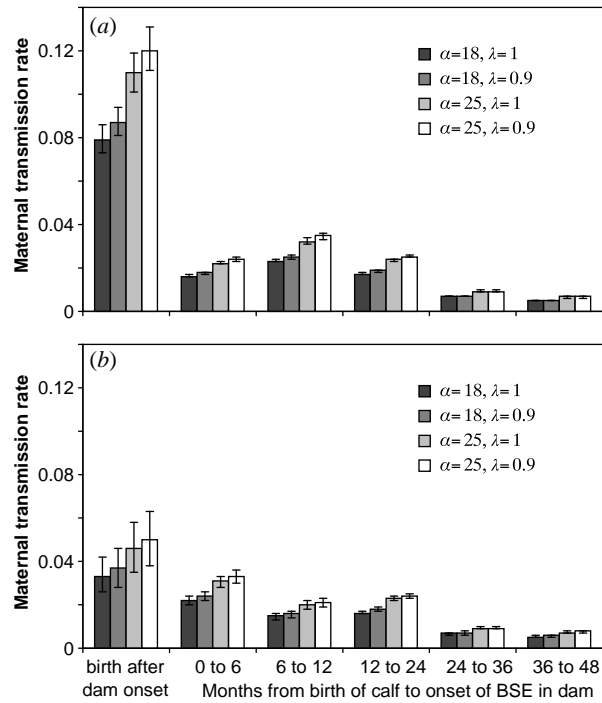 (a)
Maternal transmission rate
0.12
0.08
0.04
0
α=18, λ=1
α=18, λ=0.9
α=25, λ=1
α=25, λ=0.9
(b)
Maternal transmission rate
0.12
0.08
0.04
0
α=18, λ=1
α=18, λ=0.9
α=25, λ=1
α=25, λ=0.9
birth after dam onset
0 to 6
6 to 12
12 to 24
24 to 36
36 to 48
Months from birth of calf to onset of BSE in dam